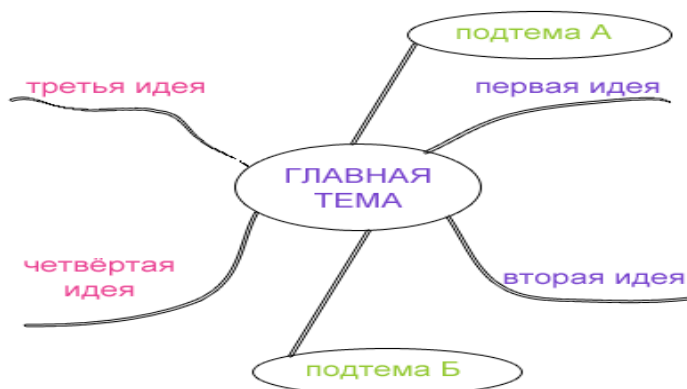 подтема А
третья идея
первая идея
ГЛАВНАЯ
ТЕМА
четвёртая
идея
вторая идея
подтема Б